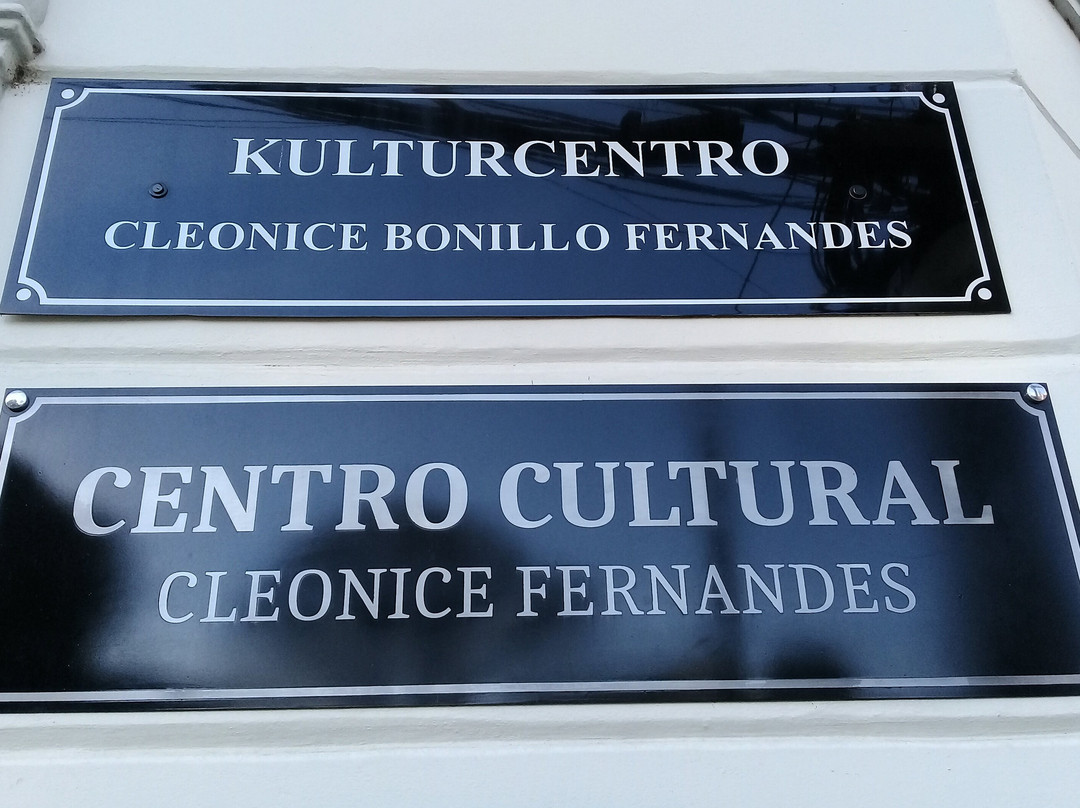 KULTURCENTRO
CLEONICE BONILLO FERNANDES
CENTRO CULTURAL
CLEONICE FERNANDES